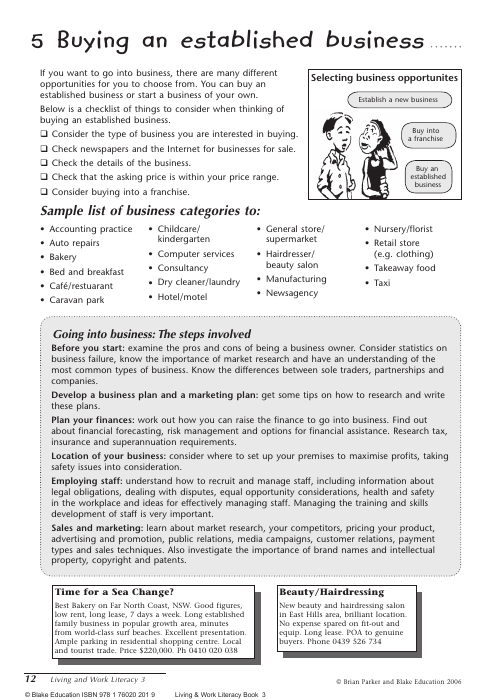 5 Buying an established business .......
If you want to go into business, there are many different
opportunities for you to choose from. You can buy an
established business or start a business of your own.
Below is a checklist of things to consider when thinking of
buying an established business.
❑ Consider the type of business you are interested in buying.
❑ Check newspapers and the Internet for businesses for sale.
❑ Check the details of the business.
❑ Check that the asking price is within your price range.
❑ Consider buying into a franchise.
Selecting business opportunites
Establish a new business
Buy into
a franchise
Buy an
established
business
Sample list of business categories to:
• Accounting practice
• Auto repairs
• Bakery
• Bed and breakfast
• Café/restuarant
• Caravan park
• Childcare/
kindergarten
• Computer services
• Consultancy
• Dry cleaner/laundry
• Hotel/motel
• General store/
supermarket
• Hairdresser/
beauty salon
• Manufacturing
• Newsagency
• Nursery/florist
• Retail store
(e.g. clothing)
• Takeaway food
• Taxi
Going into business: The steps involved
Before you start: examine the pros and cons of being a business owner. Consider statistics on
business failure, know the importance of market research and have an understanding of the
most common types of business. Know the differences between sole traders, partnerships and
companies.
Develop a business plan and a marketing plan: get some tips on how to research and write
these plans.
Plan your finances: work out how you can raise the finance to go into business. Find out
about financial forecasting, risk management and options for financial assistance. Research tax,
insurance and superannuation requirements.
Location of your business: consider where to set up your premises to maximise profits, taking
safety issues into consideration.
Employing staff: understand how to recruit and manage staff, including information about
legal obligations, dealing with disputes, equal opportunity considerations, health and safety
in the workplace and ideas for effectively managing staff. Managing the training and skills
development of staff is very important.
Sales and marketing: learn about market research, your competitors, pricing your product,
advertising and promotion, public relations, media campaigns, customer relations, payment
types and sales techniques. Also investigate the importance of brand names and intellectual
property, copyright and patents.
Time for a Sea Change?
Best Bakery on Far North Coast, NSW. Good figures,
low rent, long lease, 7 days a week. Long established
family business in popular growth area, minutes
from world-class surf beaches. Excellent presentation.
Ample parking in residential shopping centre. Local
and tourist trade. Price $220,000. Ph 0410 020 038
Beauty/Hairdressing
New beauty and hairdressing salon
in East Hills area, brilliant location.
No expense spared on fit-out and
equip. Long lease. POA to genuine
buyers. Phone 0439 526 734
12 Living and Work Literacy 3
© Brian Parker and Blake Education 2006
© Blake Education ISBN 978 1 76020 201 9 Living & Work Literacy Book 3